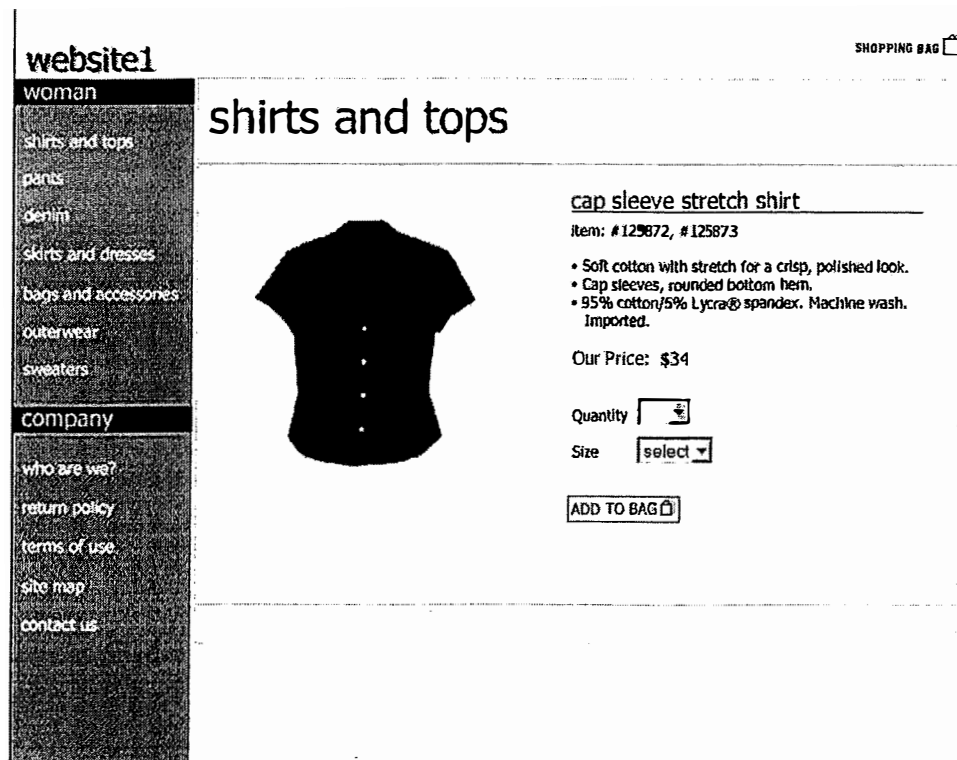 website1
SHOPPING BAG
woman
shirts and tops
pants
denim
skirts and dresses
bags and accessories
outerwear
sweaters
company
who are we?
return policy
terms of use
site map
contact us
shirts and tops
cap sleeve stretch shirt
item: #125872, #125873
• Soft cotton with stretch for a crisp, polished look.
• Cap sleeves, rounded bottom hem.
• 95% cotton/5% Lycra® spandex. Machine wash.
Imported.
Our Price: $34
Quantity
Size select
ADD TO BAG